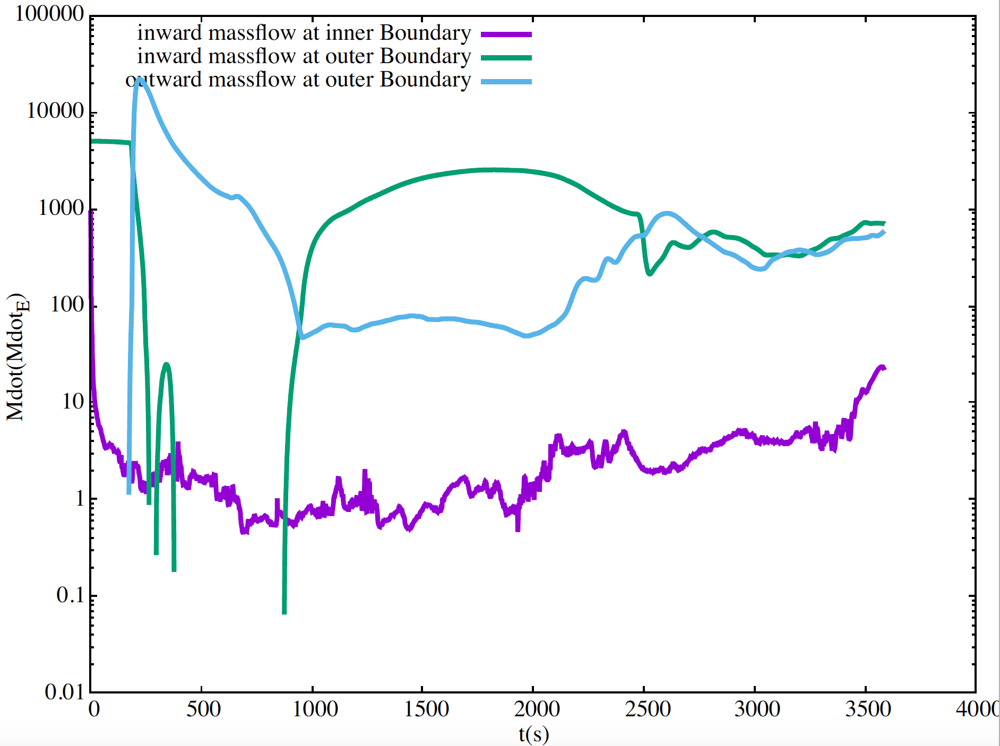 100000
10000
1000
100
10
1
0.1
0.01
inward massflow at inner Boundary
inward massflow at outer Boundary
outward massflow at outer Boundary
Mdot(Mdot_E)
0 500 1000 1500 2000 2500 3000 3500 4000
t(s)